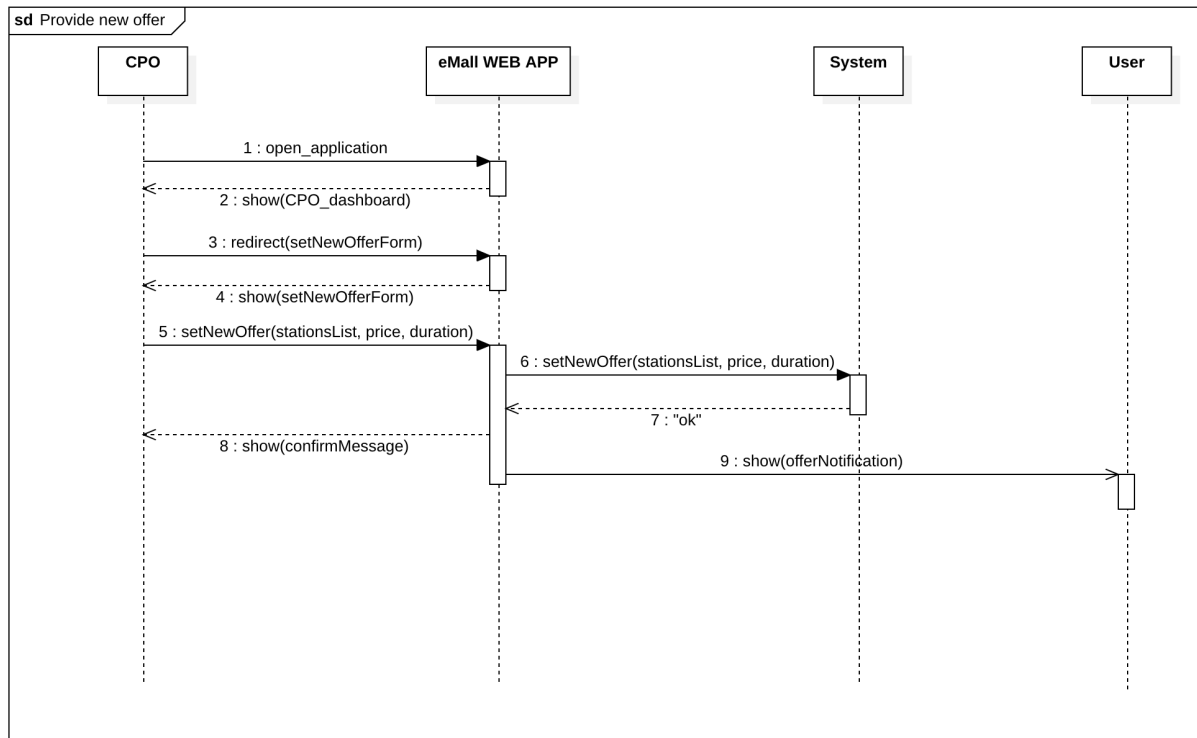 sd Provide new offer
CPO
eMall WEB APP
System
User
1 : open_application
2 : show(CPO_dashboard)
3 : redirect(setNewOfferForm)
4 : show(setNewOfferForm)
5 : setNewOffer(stationsList, price, duration)
6 : setNewOffer(stationsList, price, duration)
7 : "ok"
8 : show(confirmMessage)
9 : show(offerNotification)